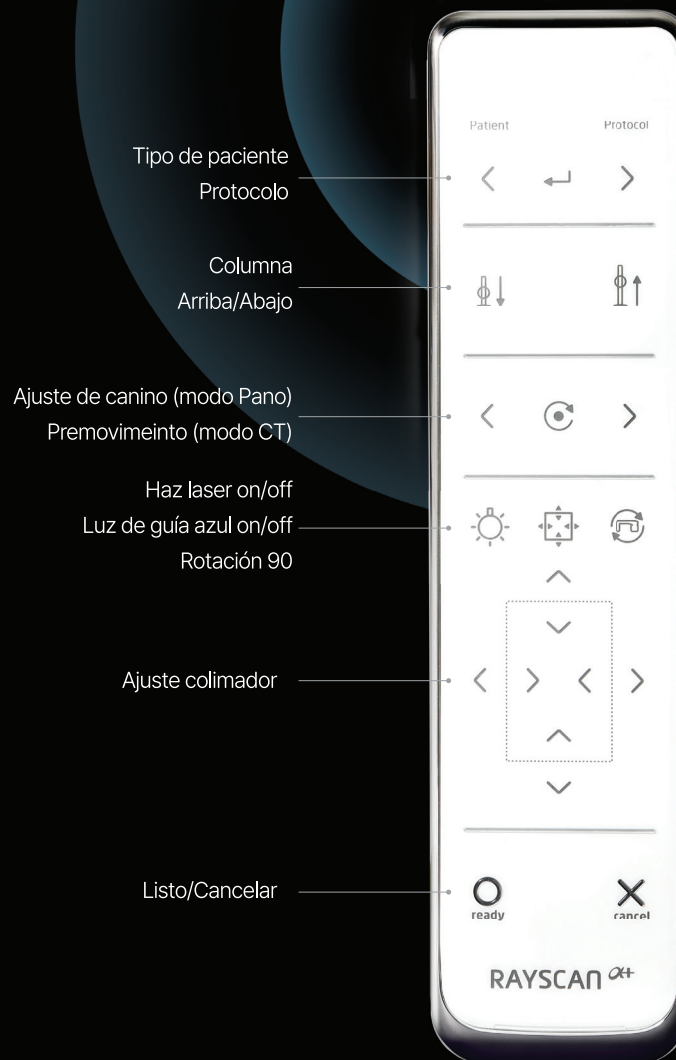 Patient Protocol
Tipo de paciente
Protocolo
Columna
Arriba/Abajo
Ajuste de canino (modo Pano)
Premovimeinto (modo CT)
Haz laser on/off
Luz de guía azul on/off
Rotación 90
Ajuste colimador
Listo/Cancelar
ready cancel
RAYSCAN α+